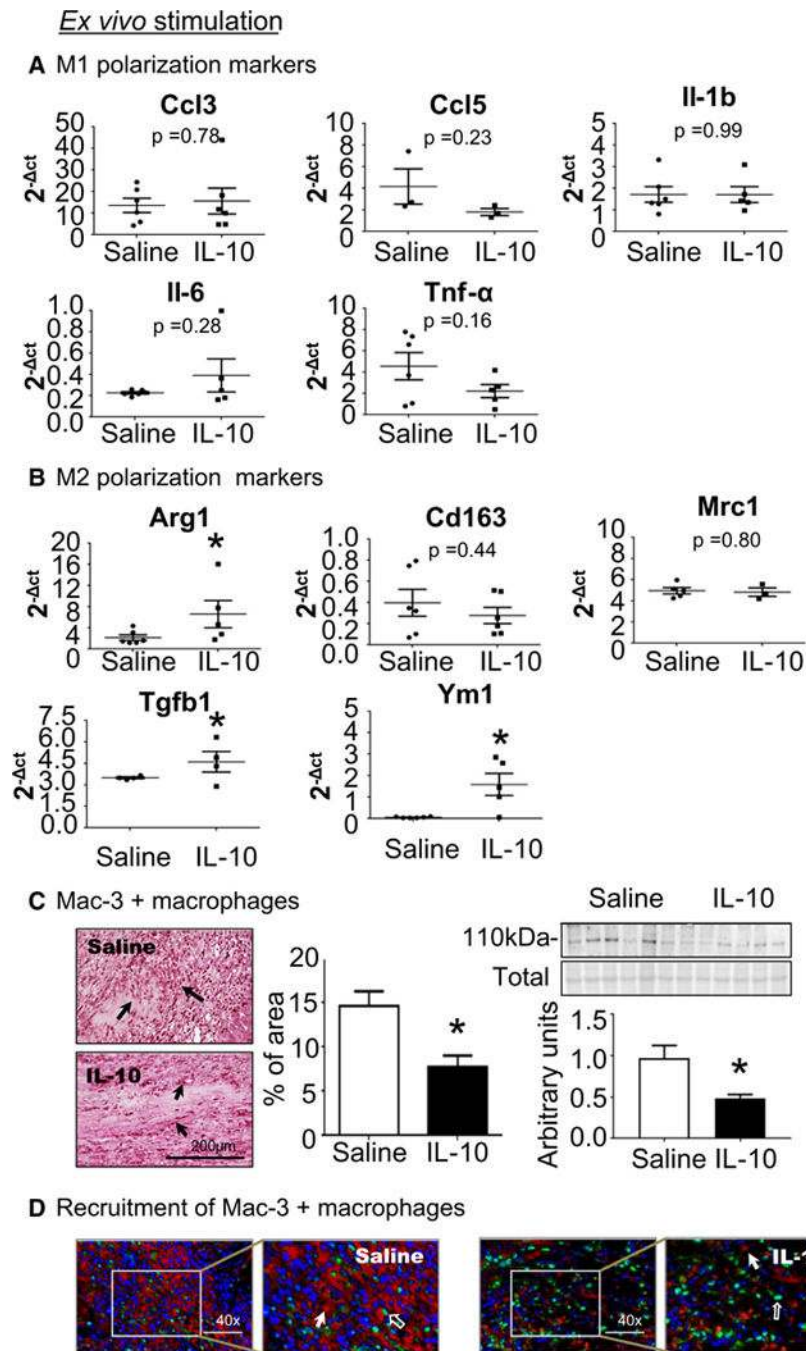 Ex vivo stimulation
A M1 polarization markers
Ccl3
p =0.78
2-Δct
50
40
30
20
10
0
Saline IL-10
Ccl5
p =0.23
2-Δct
10
8
6
4
2
0
Saline IL-10
Il-1b
p =0.99
2-Δct
5
4
3
2
1
0
Saline IL-10
Il-6
p =0.28
2-Δct
1.0
0.8
0.6
0.4
0.2
0.0
Saline IL-10
Tnf-α
p =0.16
2-Δct
10
8
6
4
2
0
Saline IL-10
B M2 polarization markers
Arg1
*
2-Δct
20
16
12
8
4
0
Saline IL-10
Cd163
p =0.44
2-Δct
1.0
0.8
0.6
0.4
0.2
0.0
Saline IL-10
Mrc1
p =0.80
2-Δct
10
8
6
4
2
0
Saline IL-10
Tgfb1
*
2-Δct
7.5
6.0
4.5
3.0
1.5
0.0
Saline IL-10
Ym1
*
2-Δct
5
4
3
2
1
0
Saline IL-10
C Mac-3 + macrophages
Saline
IL-10
200μm
% of area
20
15
10
5
0
*
Saline IL-10
Saline IL-10
110kDa-
Total
Arbitrary units
1.5
1.0
0.5
0.0
*
Saline IL-10
D Recruitment of Mac-3 + macrophages
40x
Saline
40x
IL-1